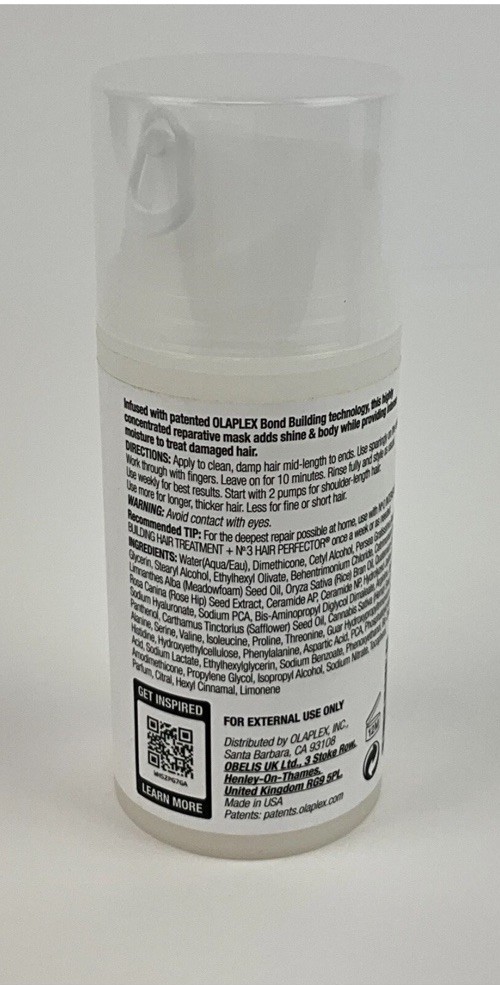 Infused with patented OLAPLEX Bond Building technology, this highly
concentrated reparative mask adds shine & body while providing
moisture to treat damaged hair.
DIRECTIONS: Apply to clean, damp hair mid-length to ends. Use sparingly
Work through with fingers. Leave on for 10 minutes. Rinse fully and style
Use weekly for best results. Start with 2 pumps for shoulder-length hair.
Use more for longer, thicker hair. Less for fine or short hair.
WARNING: Avoid contact with eyes.
Recommended TIP: For the deepest repair possible at home, use with
BUILDING HAIR TREATMENT + Nº3 HAIR PERFECTOR® once a week or
INGREDIENTS: Water(Aqua/Eau), Dimethicone, Cetyl Alcohol, Persea
Glycerin, Stearyl Alcohol, Ethylhexyl Olivate, Behentrimonium Chloride,
Limnanthes Alba (Meadowfoam) Seed Oil, Oryza Sativa (Rice) Bran Oil,
Rosa Canina (Rose Hip) Seed Extract, Ceramide AP, Ceramide NP,
Sodium Hyaluronate, Sodium PCA, Bis-Aminopropyl Diglycol Dimaleate,
Panthenol, Carthamus Tinctorius (Safflower) Seed Oil, Cannabis Sativa
Alanine, Serine, Valine, Isoleucine, Proline, Threonine, Guar
Histidine, Hydroxyethylcellulose, Phenylalanine, Aspartic Acid, PCA,
Acid, Sodium Lactate, Ethylhexylglycerin, Sodium Benzoate,
Amodimethicone, Propylene Glycol, Isopropyl Alcohol, Sodium Nitrate,
Parfum, Citral, Hexyl Cinnamal, Limonene
GET INSPIRED
LEARN MORE
FOR EXTERNAL USE ONLY
Distributed by OLAPLEX, INC.,
Santa Barbara, CA 93108
OBELIS UK Ltd., 3 Stoke Row,
Henley-On-Thames,
United Kingdom RG9 5PL,
Made in USA
Patents: patents.olaplex.com
12M